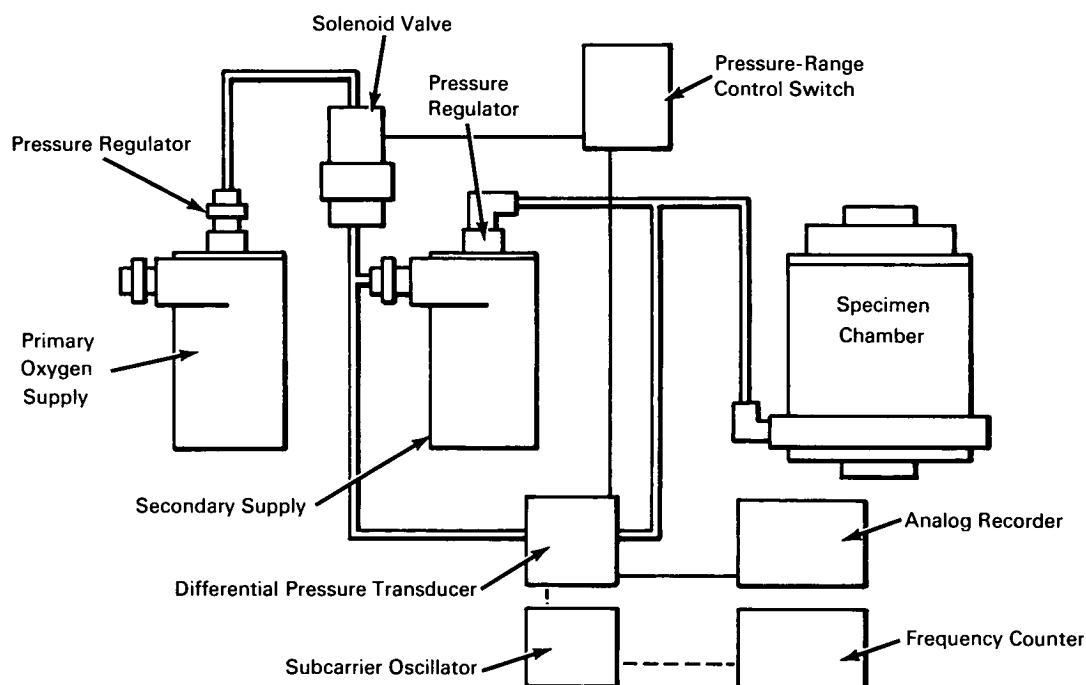 Solenoid Valve
Pressure-Range
Control Switch
Pressure
Regulator
Pressure Regulator
Specimen
Chamber
Primary
Oxygen
Supply
Secondary Supply
Analog Recorder
Differential Pressure Transducer
Frequency Counter
Subcarrier Oscillator